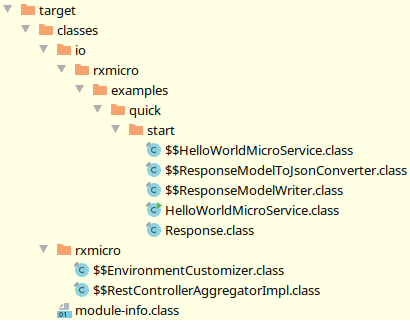 target
classes
io
rxmicro
examples
quick
start
$$HelloWorldMicroService.class
$$ResponseModelToJsonConverter.class
$$ResponseModelWriter.class
HelloWorldMicroService.class
Response.class
rxmicro
$$EnvironmentCustomizer.class
$$RestControllerAggregatorImpl.class
module-info.class